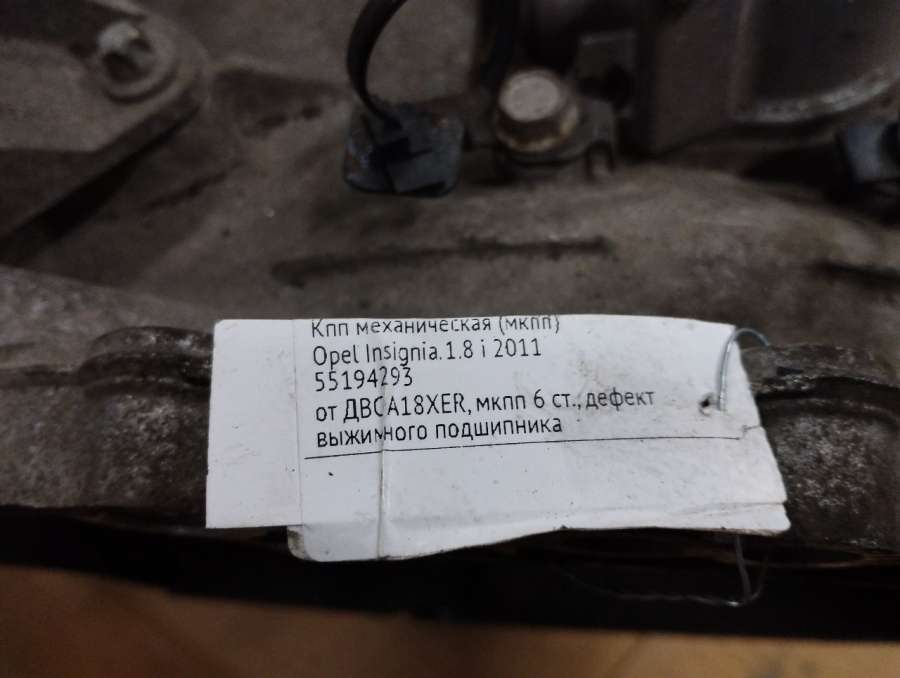 Кпп механическая (мкпп)
Opel Insignia.1.8 i 2011
55194293
от ДВСA18XER, мкпп 6 ст., дефект
выжимного подшипника